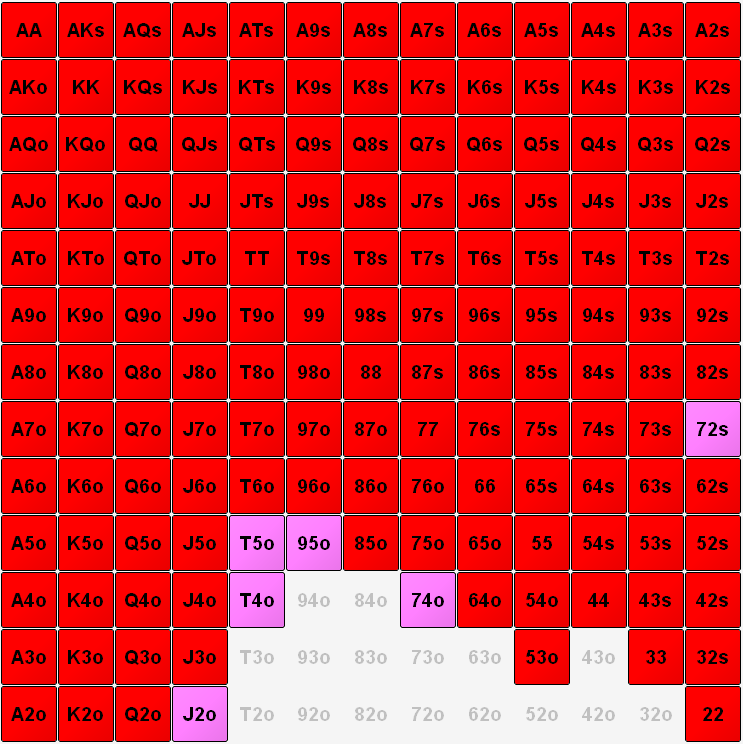 AA AKs AQs AJs ATs A9s A8s A7s A6s A5s A4s A3s A2s
AKo KK KQs KJs KTs K9s K8s K7s K6s K5s K4s K3s K2s
AQo KQo QQ QJs QTs Q9s Q8s Q7s Q6s Q5s Q4s Q3s Q2s
AJo KJo QJo JJ JTs J9s J8s J7s J6s J5s J4s J3s J2s
ATo KTo QTo JTo TT T9s T8s T7s T6s T5s T4s T3s T2s
A9o K9o Q9o J9o T9o 99 98s 97s 96s 95s 94s 93s 92s
A8o K8o Q8o J8o T8o 98o 88 87s 86s 85s 84s 83s 82s
A7o K7o Q7o J7o T7o 97o 87o 77 76s 75s 74s 73s 72s
A6o K6o Q6o J6o T6o 96o 86o 76o 66 65s 64s 63s 62s
A5o K5o Q5o J5o T5o 95o 85o 75o 65o 55 54s 53s 52s
A4o K4o Q4o J4o T4o 94o 84o 74o 64o 54o 44 43s 42s
A3o K3o Q3o J3o T3o 93o 83o 73o 63o 53o 43o 33 32s
A2o K2o Q2o J2o T2o 92o 82o 72o 62o 52o 42o 32o 22